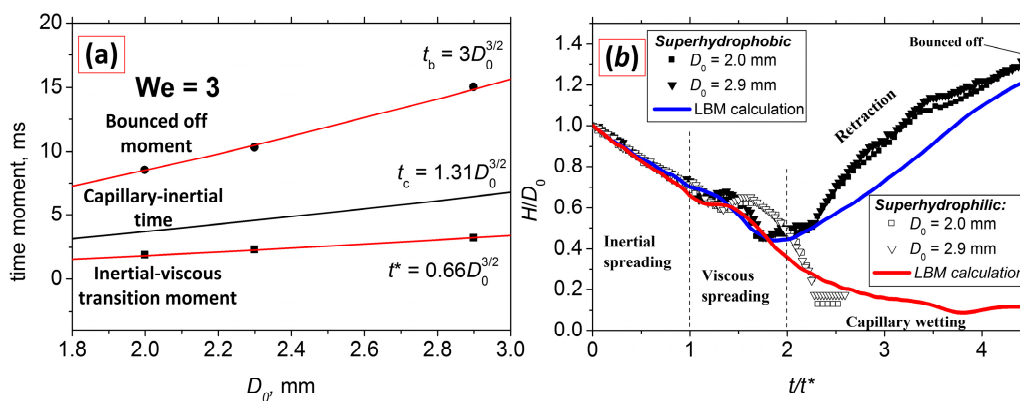 (a)
We = 3
t_b = 3D_0^{3/2}
Bounced off
moment
t_c = 1.31D_0^{3/2}
Capillary-inertial
time
Inertial-viscous
transition moment
t* = 0.66D_0^{3/2}
time moment, ms
20
15
10
5
0
1.8 2.0 2.2 2.4 2.6 2.8 3.0
D_0, mm
(b)
Superhydrophobic
D_0 = 2.0 mm
D_0 = 2.9 mm
LBM calculation
Bounced off
Retraction
Superhydrophilic:
D_0 = 2.0 mm
D_0 = 2.9 mm
LBM calculation
Inertial
spreading
Viscous
spreading
Capillary wetting
H/D_0
1.4
1.2
1.0
0.8
0.6
0.4
0.2
0.0
0 1 2 3 4
t/t*